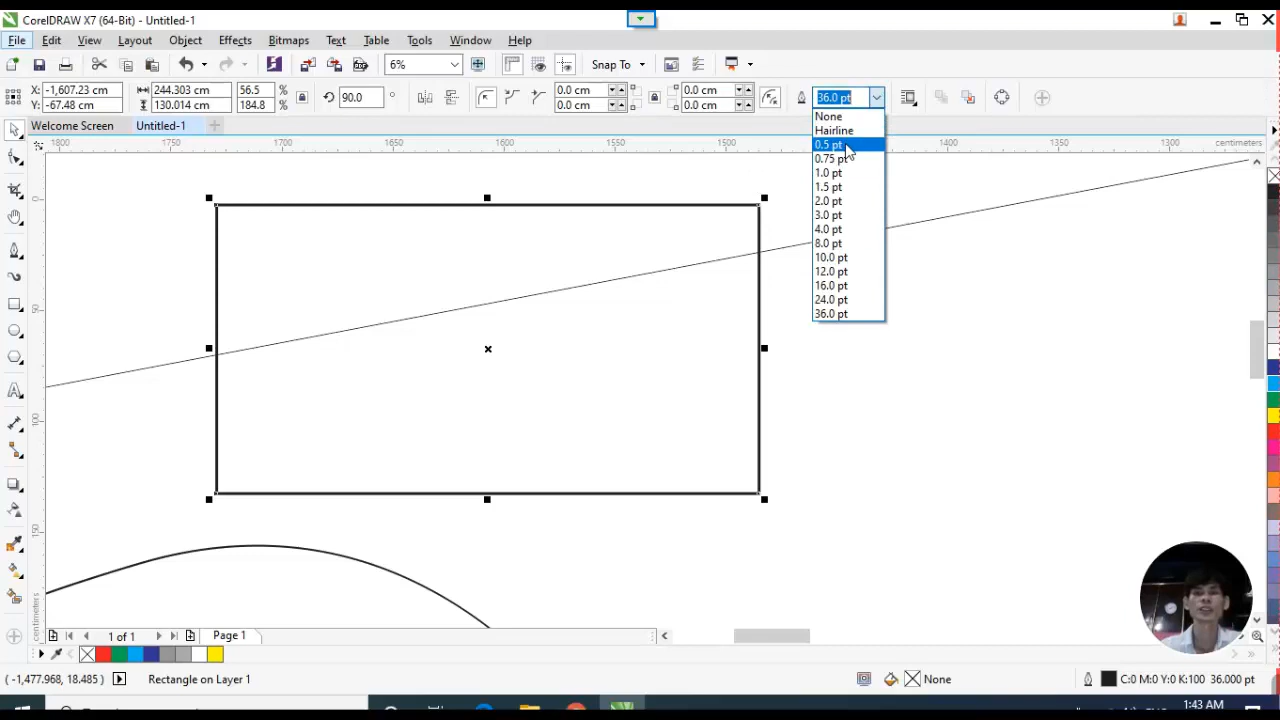 CorelDRAW X7 (64-Bit) - Untitled-1
File Edit View Layout Object Effects Bitmaps Text Table Tools Window Help
6% Snap To
X: -1,607.23 cm 244.303 cm 56.5 % 90.0 ° 0.0 cm 0.0 cm 36.0 pt
Y: -67.48 cm 130.014 cm 184.8 % 0.0 cm 0.0 cm
None
Hairline
0.5 pt
0.75 pt
1.0 pt
1.5 pt
2.0 pt
3.0 pt
4.0 pt
8.0 pt
10.0 pt
12.0 pt
16.0 pt
24.0 pt
36.0 pt
Welcome Screen Untitled-1
1800 1700 1650 1600 1550 1500 1400 1350 1300 centimeters
0
50
100
150
centimeters
1 of 1 Page 1
( -1,477.968, 18.485 ) Rectangle on Layer 1 None C:0 M:0 Y:0 K:100 36.000 pt
1:43 AM